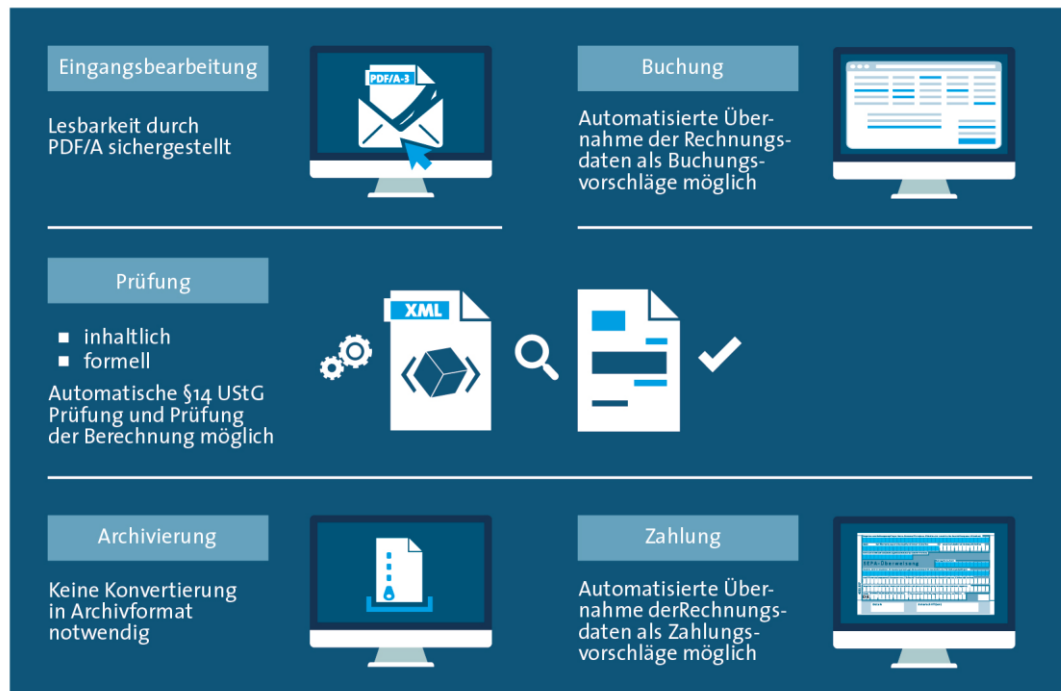 Eingangsbearbeitung
Lesbarkeit durch
PDF/A sichergestellt
PDF/A-3
Buchung
Automatisierte Über-
nahme der Rechnungs-
daten als Buchungs-
vorschläge möglich
Prüfung
inhaltlich
formell
Automatische §14 UStG
Prüfung und Prüfung
der Berechnung möglich
XML
Archivierung
Keine Konvertierung
in Archivformat
notwendig
Zahlung
Automatisierte Über-
nahme derRechnungs-
daten als Zahlungs-
vorschläge möglich
SEPA-Überweisung